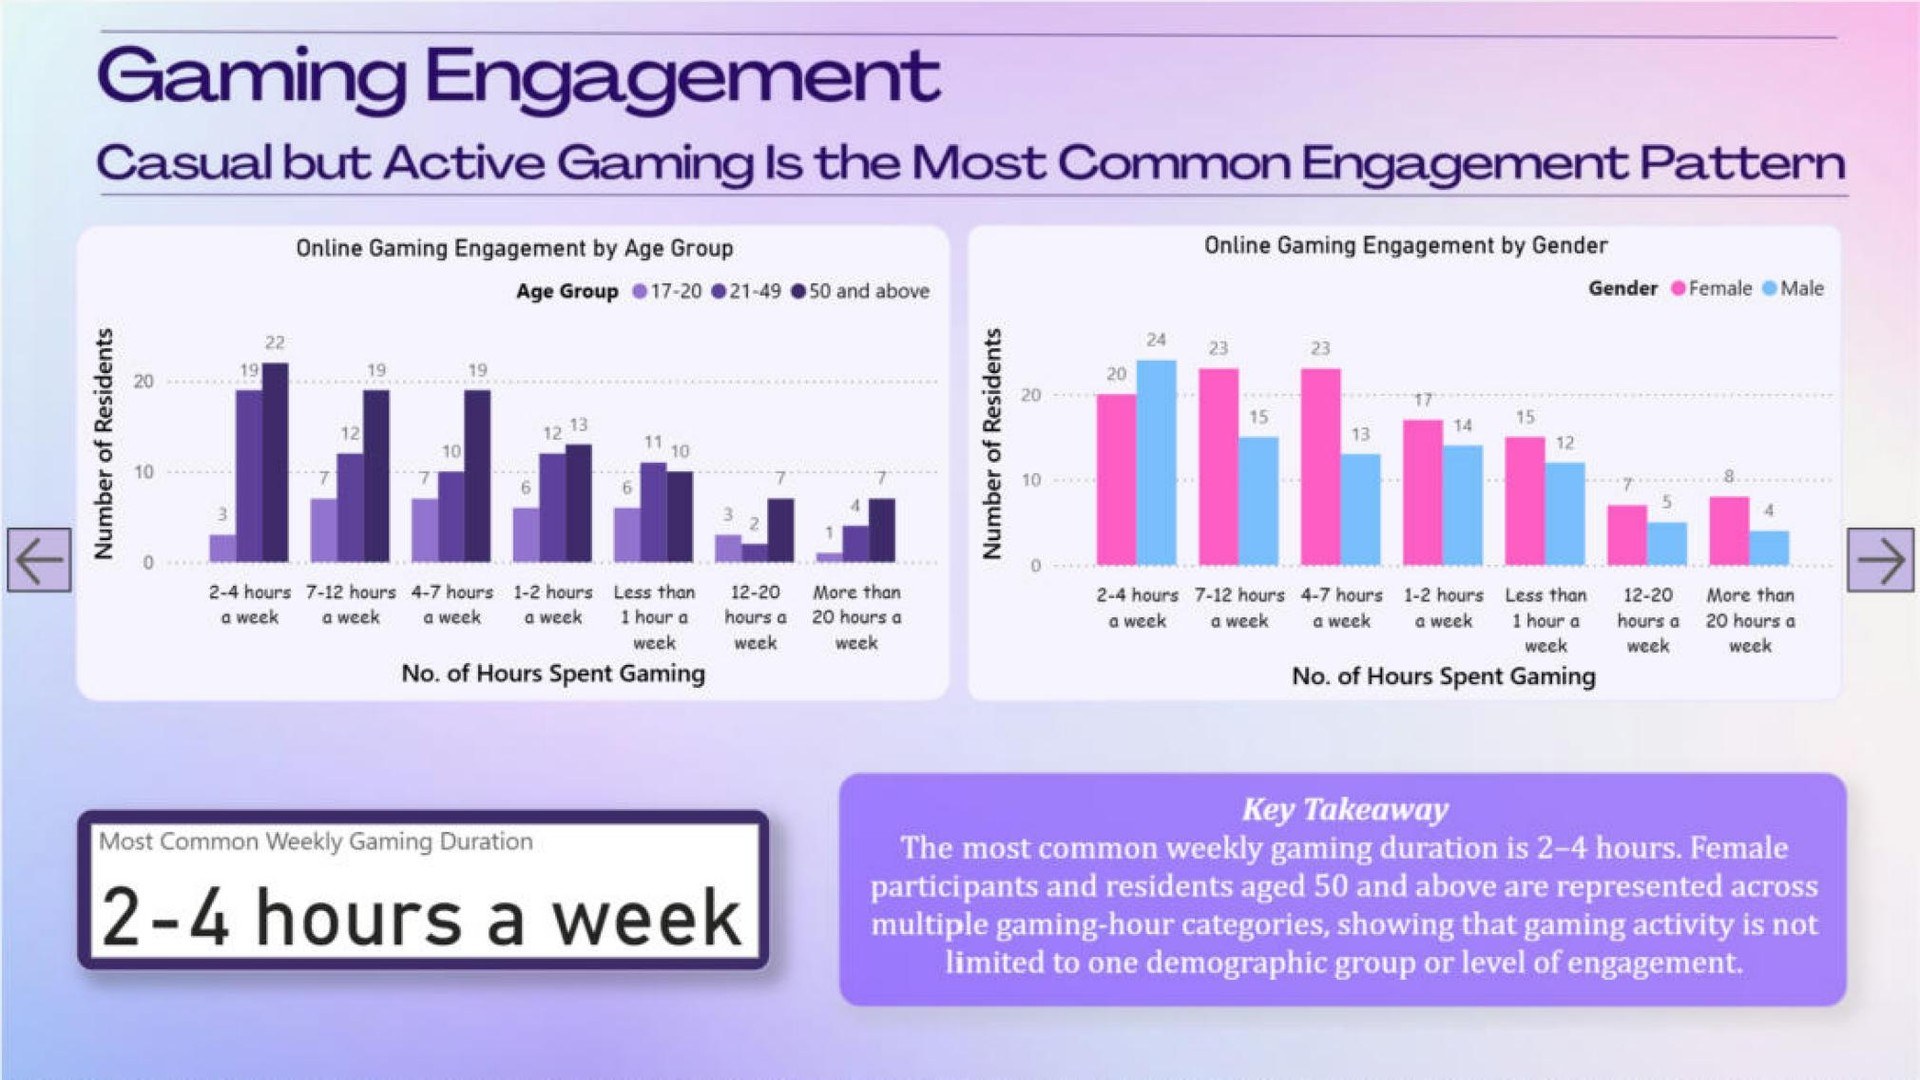 Gaming Engagement
Casual but Active Gaming Is the Most Common Engagement Pattern
Online Gaming Engagement by Age Group
Age Group 17-20 21-49 50 and above
Number of Residents
20
10
0
3 19 22
7 12 19
7 10 19
6 12 13
6 11 10
3 2 7
1 4 7
2-4 hours a week
7-12 hours a week
4-7 hours a week
1-2 hours a week
Less than 1 hour a week
12-20 hours a week
More than 20 hours a week
No. of Hours Spent Gaming
Online Gaming Engagement by Gender
Gender Female Male
Number of Residents
20
10
0
20 24
23 15
23 13
17 14
15 12
7 5
8 4
2-4 hours a week
7-12 hours a week
4-7 hours a week
1-2 hours a week
Less than 1 hour a week
12-20 hours a week
More than 20 hours a week
No. of Hours Spent Gaming
Most Common Weekly Gaming Duration
2-4 hours a week
Key Takeaway
The most common weekly gaming duration is 2–4 hours. Female
participants and residents aged 50 and above are represented across
multiple gaming-hour categories, showing that gaming activity is not
limited to one demographic group or level of engagement.